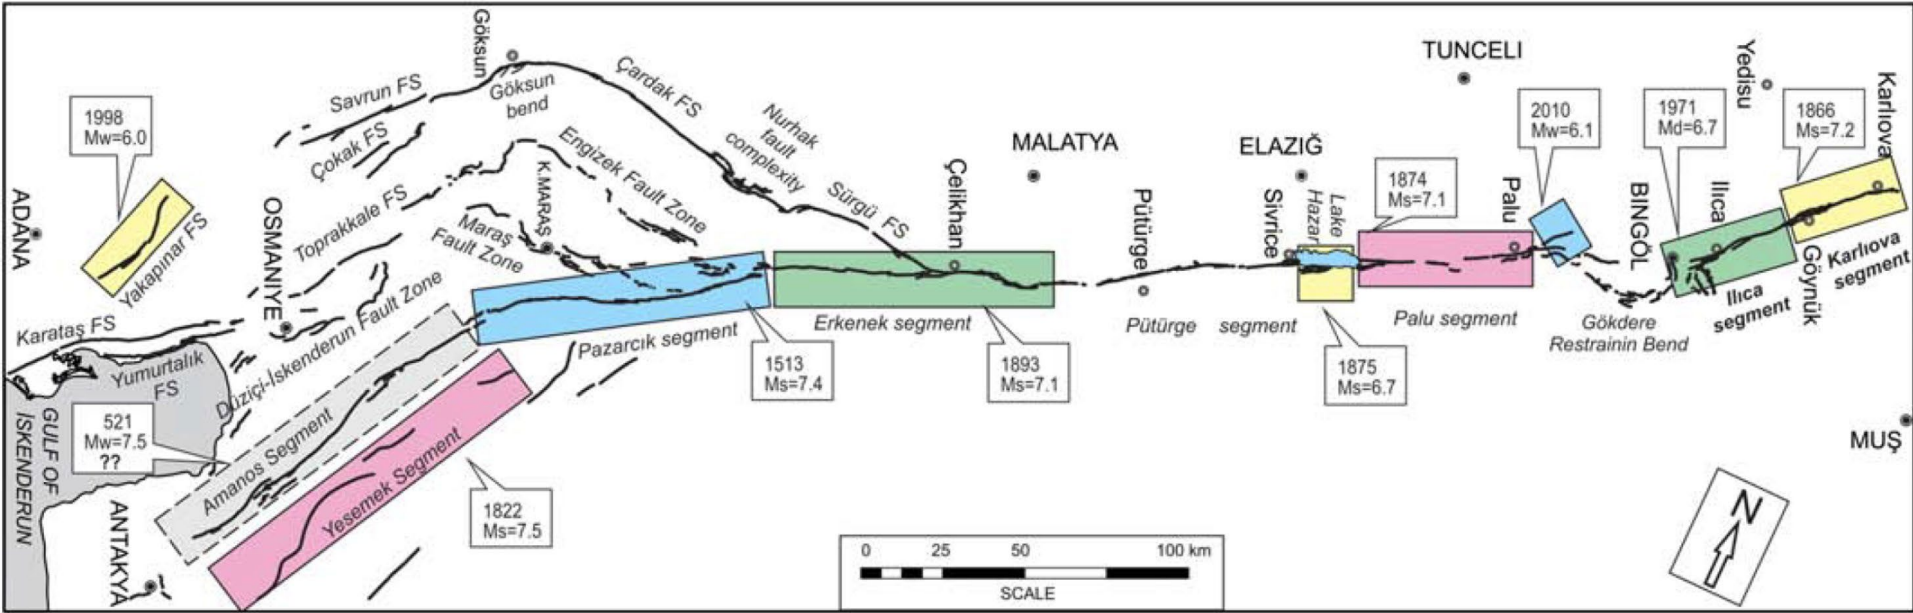 Göksun
TUNCELI
Yedisu
Karlıova
Savrun FS
Göksun
bend
Çardak FS
1998
Mw=6.0
2010
Mw=6.1
1971
Md=6.7
1866
Ms=7.2
Çokak FS
Engizek Fault Zone
Nurhak
fault
complexity
MALATYA
ELAZIĞ
K.MARAŞ
Çelikhan
Sürgü FS
Pütürge
Sivrice
Lake
Hazar
1874
Ms=7.1
Palu
BINGÖL
Ilıca
ADANA
OSMANIYE
Toprakkale FS
Maraş
Fault Zone
Yakapınar FS
Göynük
Karlıova
segment
Ilıca
segment
Karataş FS
Yumurtalık
FS
Düziçi-İskenderun Fault Zone
Pazarcık segment
Erkenek segment
Pütürge segment
Palu segment
Gökdere
Restrainin Bend
1513
Ms=7.4
1893
Ms=7.1
1875
Ms=6.7
GULF OF
İSKENDERUN
521
Mw=7.5
??
Amanos Segment
Yesemek Segment
1822
Ms=7.5
MUŞ
ANTAKYA
N
0 25 50 100 km
SCALE